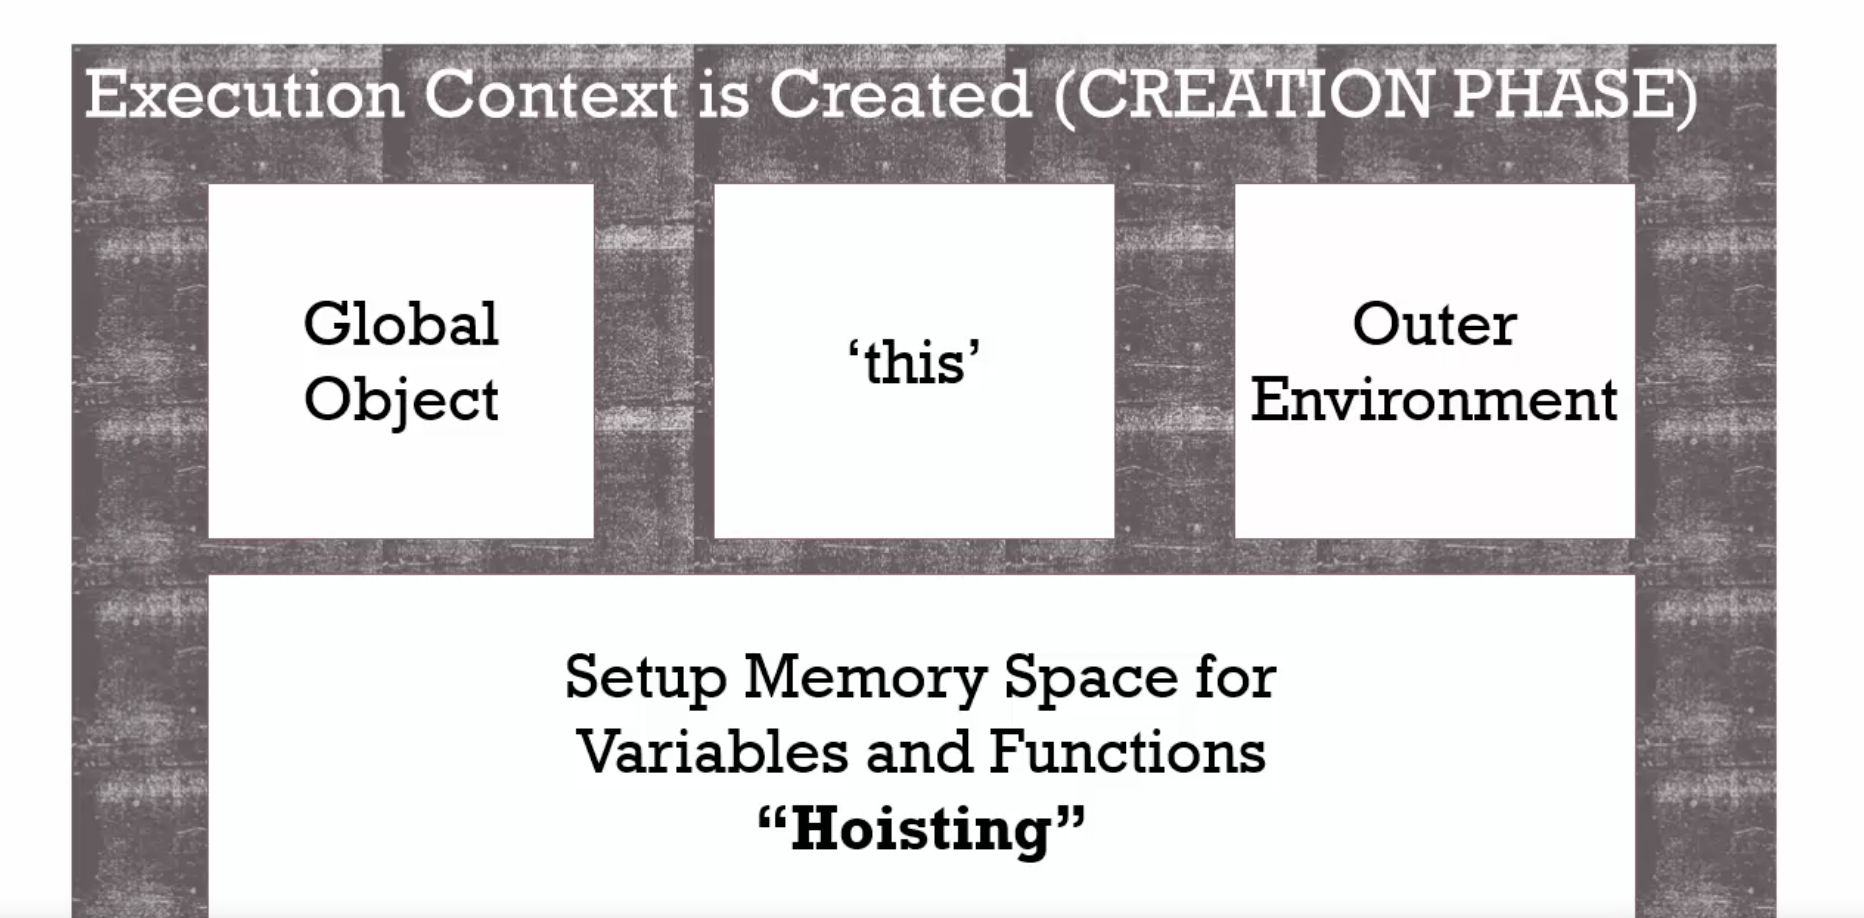 Execution Context is Created (CREATION PHASE)
Global
Object
‘this’
Outer
Environment
Setup Memory Space for
Variables and Functions
“Hoisting”